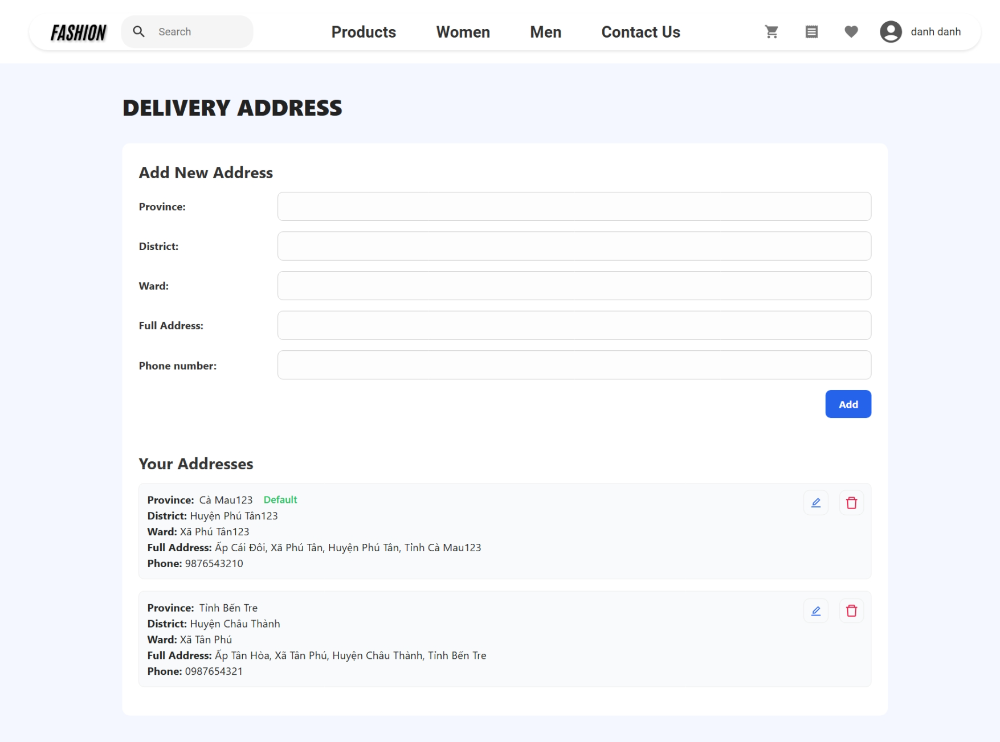 FASHION
Search
Products
Women
Men
Contact Us
danh danh
DELIVERY ADDRESS
Add New Address
Province:
District:
Ward:
Full Address:
Phone number:
Add
Your Addresses
Province: Cà Mau123 Default
District: Huyện Phú Tân123
Ward: Xã Phú Tân123
Full Address: Ấp Cái Đôi, Xã Phú Tân, Huyện Phú Tân, Tỉnh Cà Mau123
Phone: 9876543210
Province: Tỉnh Bến Tre
District: Huyện Châu Thành
Ward: Xã Tân Phú
Full Address: Ấp Tân Hòa, Xã Tân Phú, Huyện Châu Thành, Tỉnh Bến Tre
Phone: 0987654321